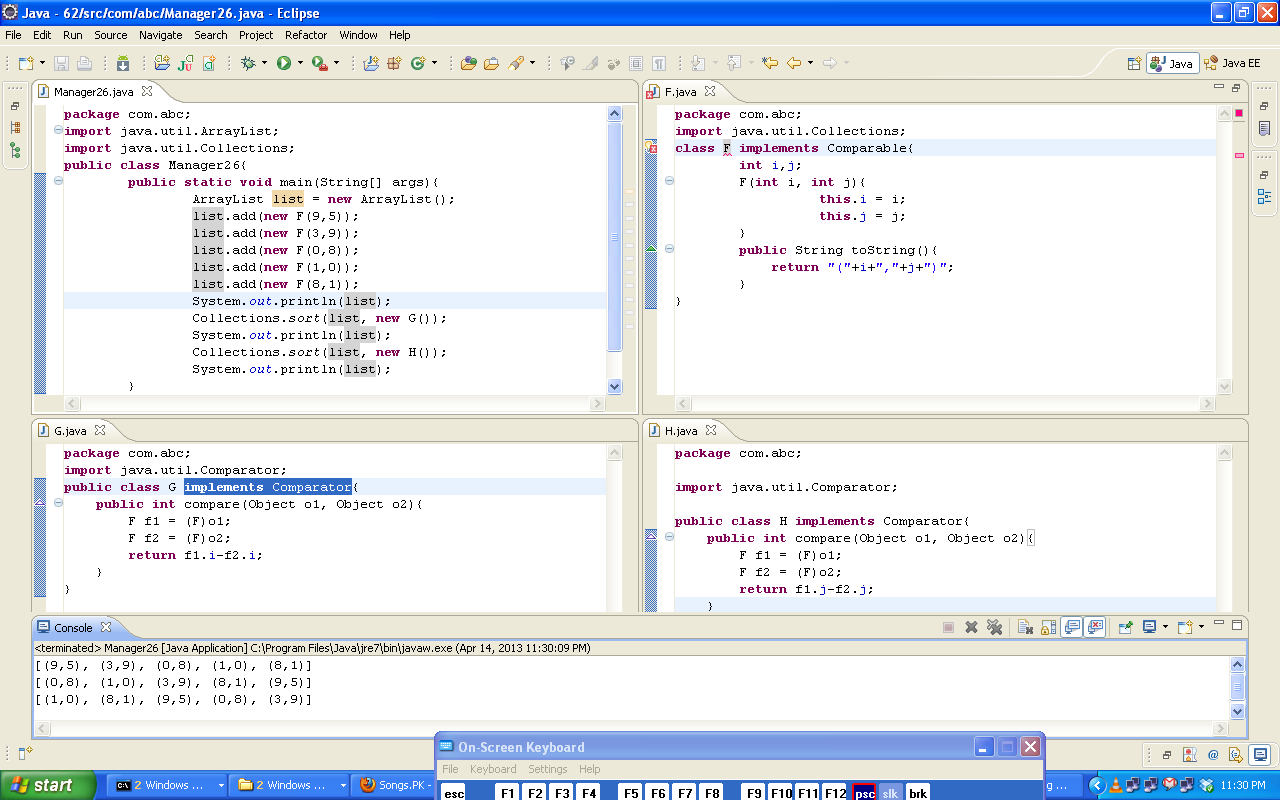 Java - 62/src/com/abc/Manager26.java - Eclipse
File Edit Run Source Navigate Search Project Refactor Window Help
Java Java EE
Manager26.java
package com.abc;
import java.util.ArrayList;
import java.util.Collections;
public class Manager26{
public static void main(String[] args){
ArrayList list = new ArrayList();
list.add(new F(9,5));
list.add(new F(3,9));
list.add(new F(0,8));
list.add(new F(1,0));
list.add(new F(8,1));
System.out.println(list);
Collections.sort(list, new G());
System.out.println(list);
Collections.sort(list, new H());
System.out.println(list);
}
F.java
package com.abc;
import java.util.Collections;
class F implements Comparable{
int i,j;
F(int i, int j){
this.i = i;
this.j = j;
}
public String toString(){
return "("+i+","+j+")";
}
}
G.java
package com.abc;
import java.util.Comparator;
public class G implements Comparator{
public int compare(Object o1, Object o2){
F f1 = (F)o1;
F f2 = (F)o2;
return f1.i-f2.i;
}
}
H.java
package com.abc;
import java.util.Comparator;
public class H implements Comparator{
public int compare(Object o1, Object o2){
F f1 = (F)o1;
F f2 = (F)o2;
return f1.j-f2.j;
}
Console
<terminated> Manager26 [Java Application] C:\Program Files\Java\jre7\bin\javaw.exe (Apr 14, 2013 11:30:09 PM)
[(9,5), (3,9), (0,8), (1,0), (8,1)]
[(0,8), (1,0), (3,9), (8,1), (9,5)]
[(1,0), (8,1), (9,5), (0,8), (3,9)]
On-Screen Keyboard
File Keyboard Settings Help
esc F1 F2 F3 F4 F5 F6 F7 F8 F9 F10 F11 F12 psc slk brk
start 2 Windows ... 2 Windows ... Songs.PK - g ... 11:30 PM